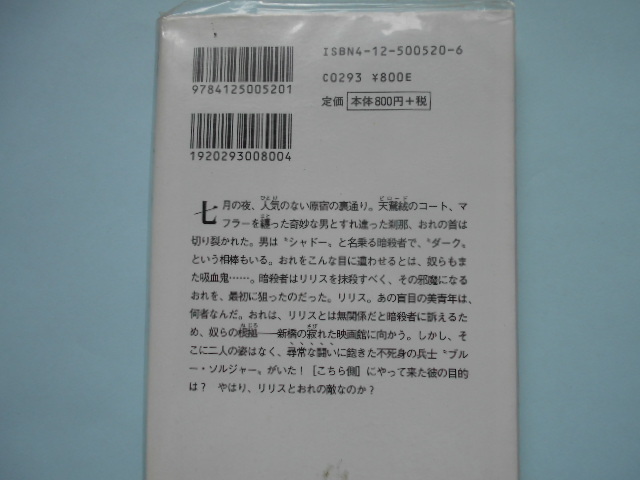 ISBN4-12-500520-6
C0293 ¥800E
定価 本体800円+税
9784125005201
1920293008004
七月の夜、人気のない原宿の裏通り。天鵞絨のコート、マ
フラーを纏った奇妙な男とすれ違った刹那、おれの首は
切り裂かれた。男は〝シャドー〟と名乗る暗殺者で、〝ダーク〟
という相棒もいる。おれをこんな目に遭わせるとは、奴らもま
た吸血鬼……。暗殺者はリリスを抹殺すべく、その邪魔になる
おれを、最初に狙ったのだった。リリス。あの盲目の美青年は、
何者なんだ。おれは、リリスとは無関係だと暗殺者に訴えるた
め、奴らの根城――新橋の寂れた映画館に向かう。しかし、そ
こに二人の姿はなく、尋常な闘いに飽きた不死身の兵士〝ブル
ー・ソルジャー〟がいた！［こちら側］にやって来た彼の目的
は？ やはり、リリスとおれの敵なのか？